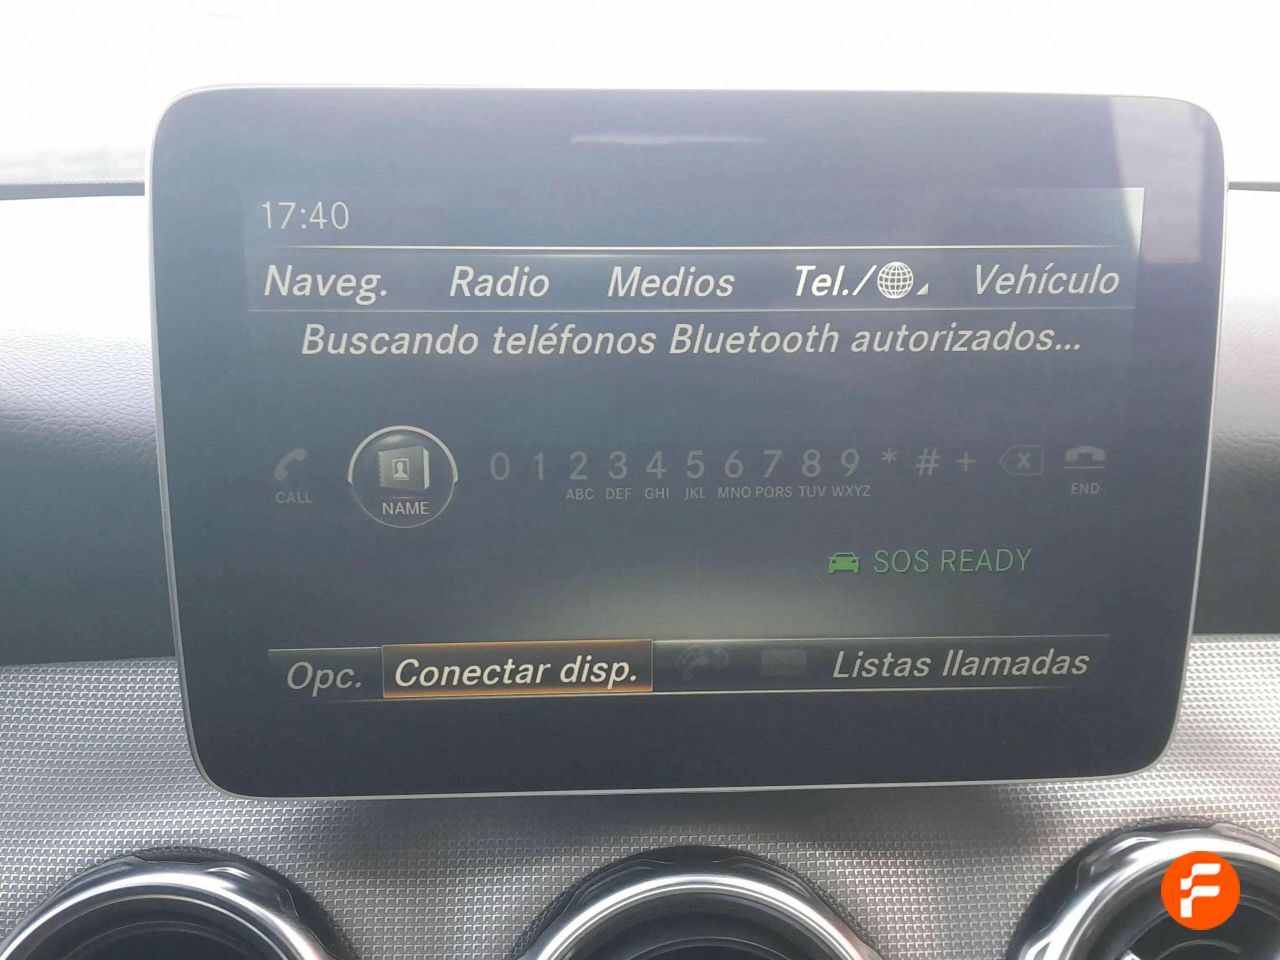 17:40
Naveg. Radio Medios Tel./ Vehículo
Buscando teléfonos Bluetooth autorizados...
CALL NAME 0 1 2 3 4 5 6 7 8 9 * # + X END
ABC DEF GHI JKL MNO PQRS TUV WXYZ
SOS READY
Opc. Conectar disp. Listas llamadas